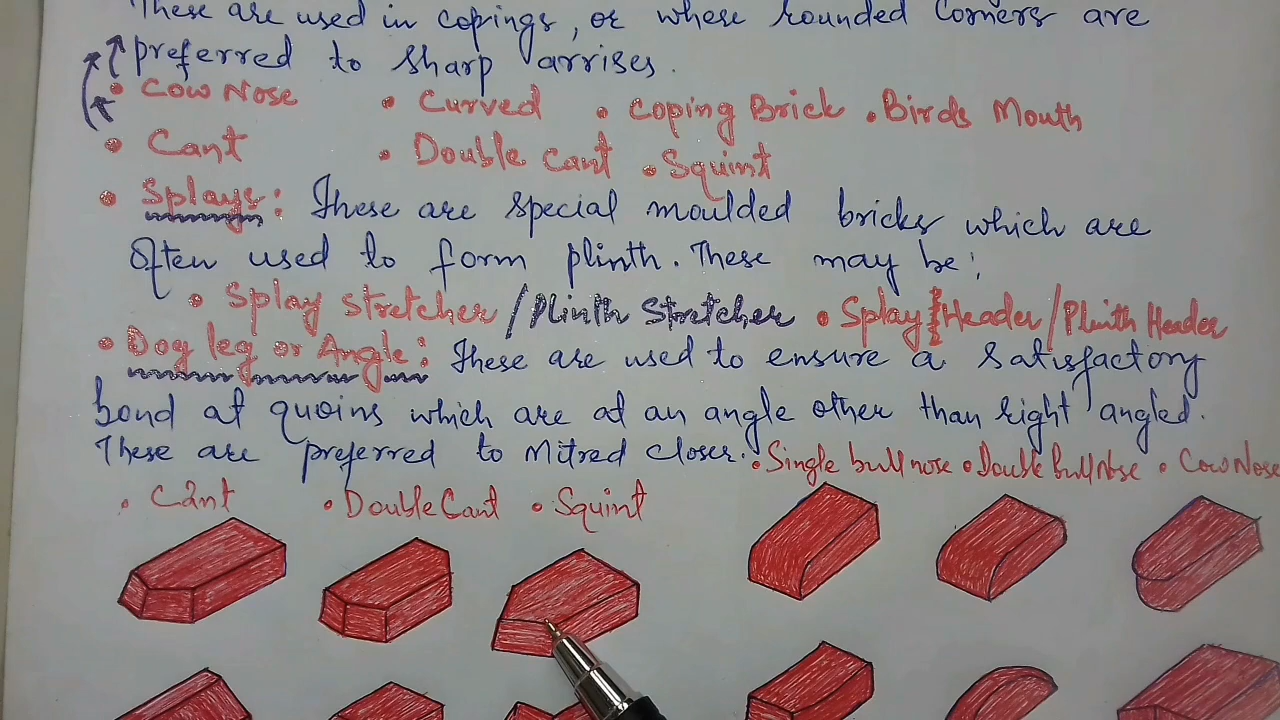 These are used in copings, or where rounded corners are
preferred to sharp arrises.
• Cow Nose • Curved • Coping Brick • Birds Mouth
• Cant • Double Cant • Squint
• Splays: These are special moulded bricks which are
often used to form plinth. These may be;
• Splay Stretcher/Plinth Stretcher • Splay Header/Plinth Header
• Dog leg or Angle: These are used to ensure a satisfactory
bond at quoins which are at an angle other than right angled.
These are preferred to Mitred closer. • Single bullnose • Double bullNose • Cow Nose
• Cant • Double Cant • Squint